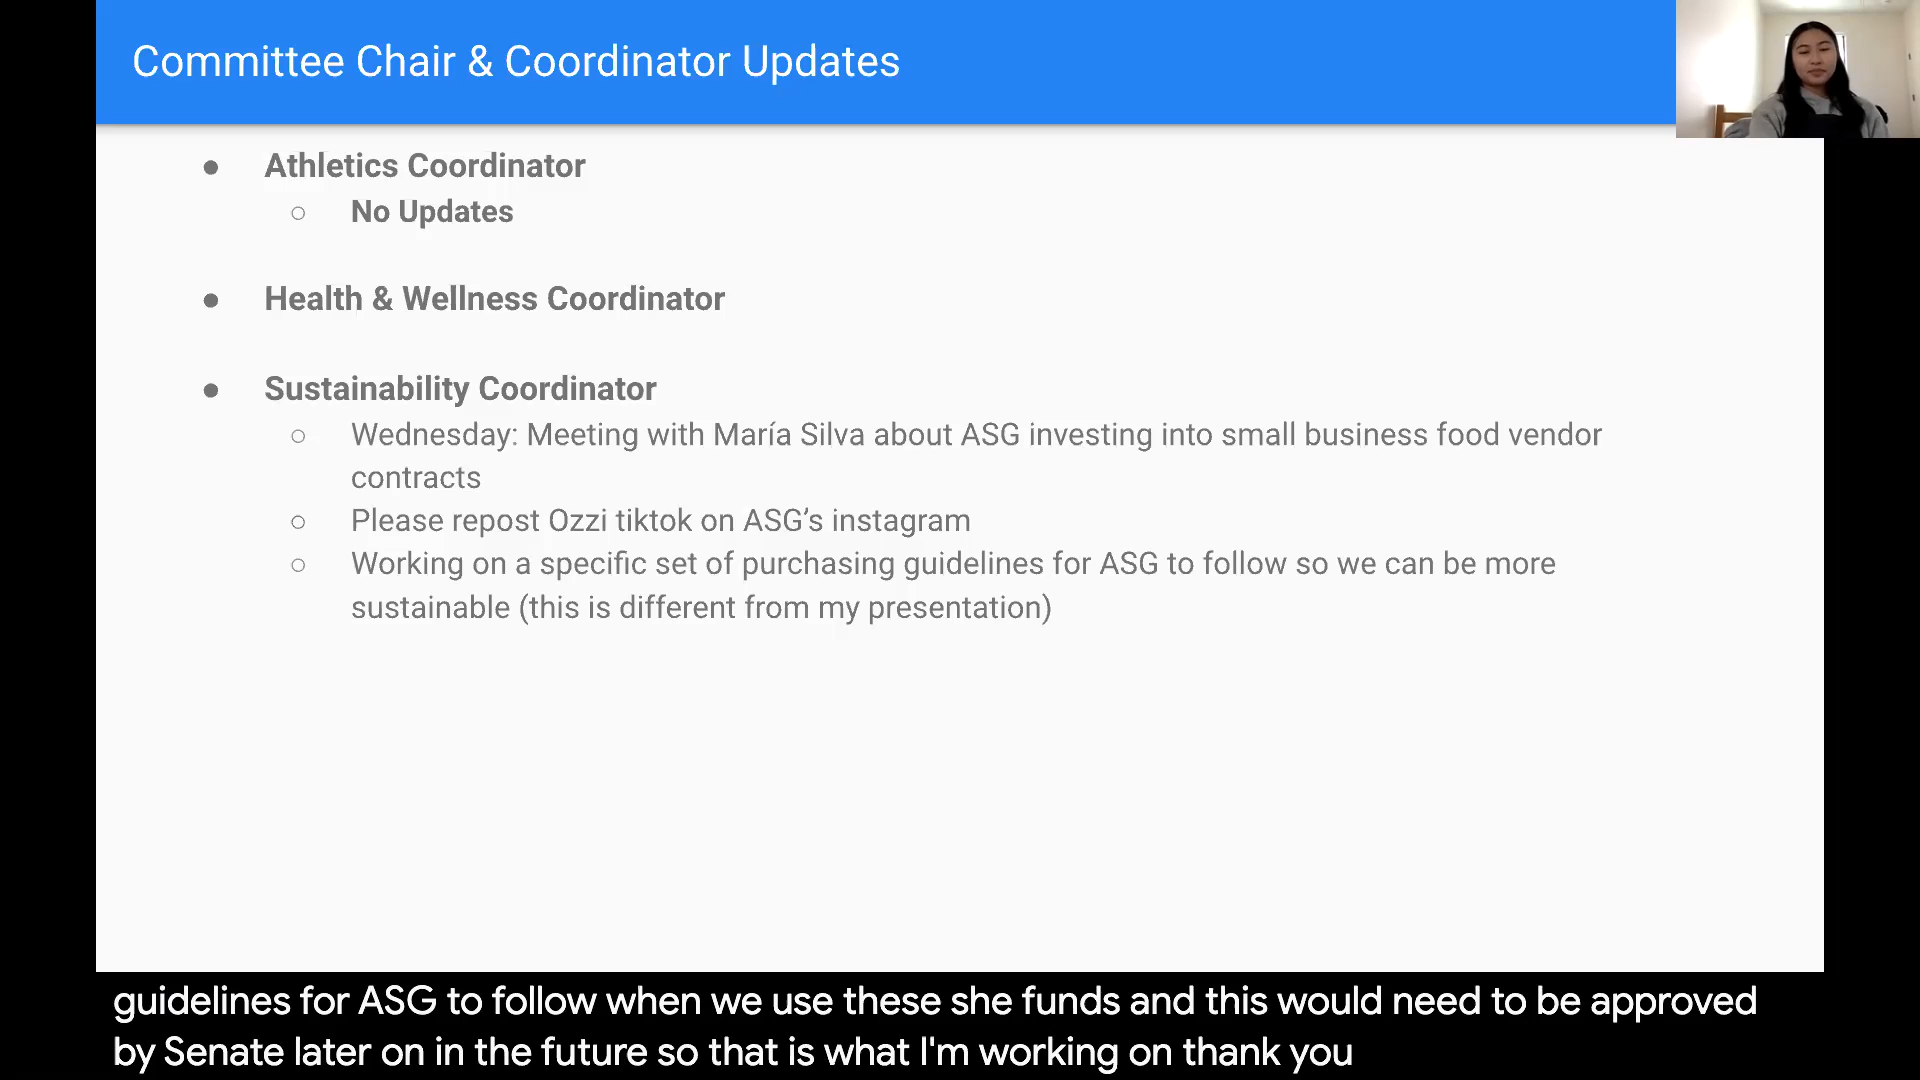 Committee Chair & Coordinator Updates
● Athletics Coordinator
○ No Updates
● Health & Wellness Coordinator
● Sustainability Coordinator
○ Wednesday: Meeting with María Silva about ASG investing into small business food vendor
contracts
○ Please repost Ozzi tiktok on ASG’s instagram
○ Working on a specific set of purchasing guidelines for ASG to follow so we can be more
sustainable (this is different from my presentation)
guidelines for ASG to follow when we use these she funds and this would need to be approved
by Senate later on in the future so that is what I'm working on thank you